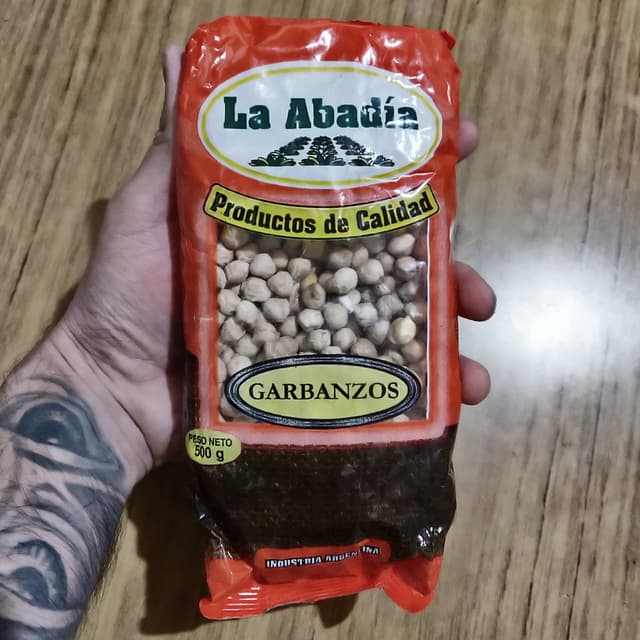 La Abadía
Productos de Calidad
GARBANZOS
PESO NETO
500 g
INDUSTRIA ARGENTINA